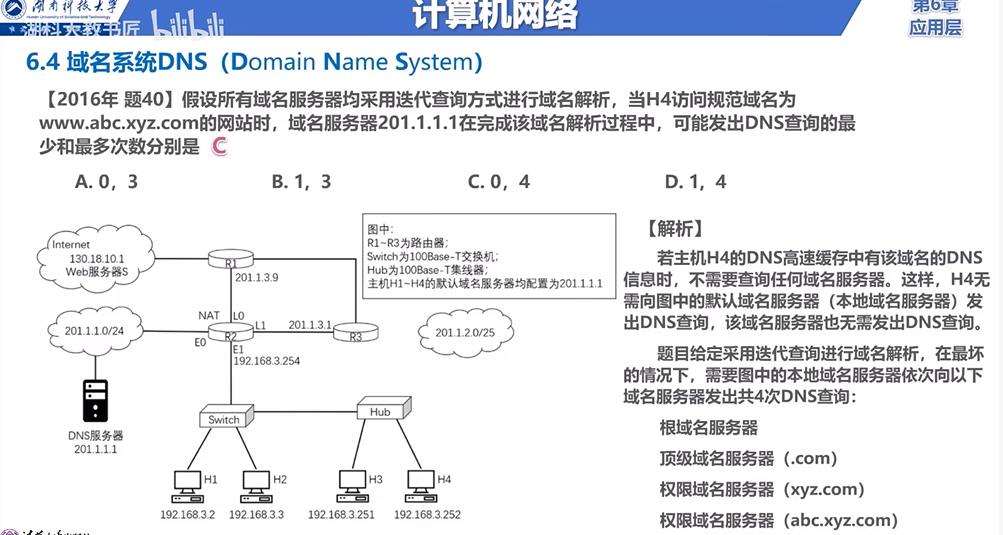 湖南科技大学
Hunan University of Science and Technology
湖科大教书匠 bilibili
计算机网络
第6章
应用层
6.4 域名系统DNS（Domain Name System）
【2016年 题40】假设所有域名服务器均采用迭代查询方式进行域名解析，当H4访问规范域名为
www.abc.xyz.com的网站时，域名服务器201.1.1.1在完成该域名解析过程中，可能发出DNS查询的最
少和最多次数分别是 C
A. 0，3
B. 1，3
C. 0，4
D. 1，4
图中:
R1~R3为路由器;
Switch为100Base-T交换机;
Hub为100Base-T集线器;
主机H1~H4的默认域名服务器均配置为201.1.1.1
Internet
130.18.10.1
Web服务器S
R1
201.1.3.9
NAT L0
201.1.1.0/24
L1
201.1.3.1
R2
R3
201.1.2.0/25
E0
E1
192.168.3.254
Switch
Hub
DNS服务器
201.1.1.1
H1
H2
H3
H4
192.168.3.2
192.168.3.3
192.168.3.251
192.168.3.252
【解析】
若主机H4的DNS高速缓存中有该域名的DNS
信息时，不需要查询任何域名服务器。这样，H4无
需向图中的默认域名服务器（本地域名服务器）发
出DNS查询，该域名服务器也无需发出DNS查询。
题目给定采用迭代查询进行域名解析，在最坏
的情况下，需要图中的本地域名服务器依次向以下
域名服务器发出共4次DNS查询：
根域名服务器
顶级域名服务器（.com）
权限域名服务器（xyz.com）
权限域名服务器（abc.xyz.com）